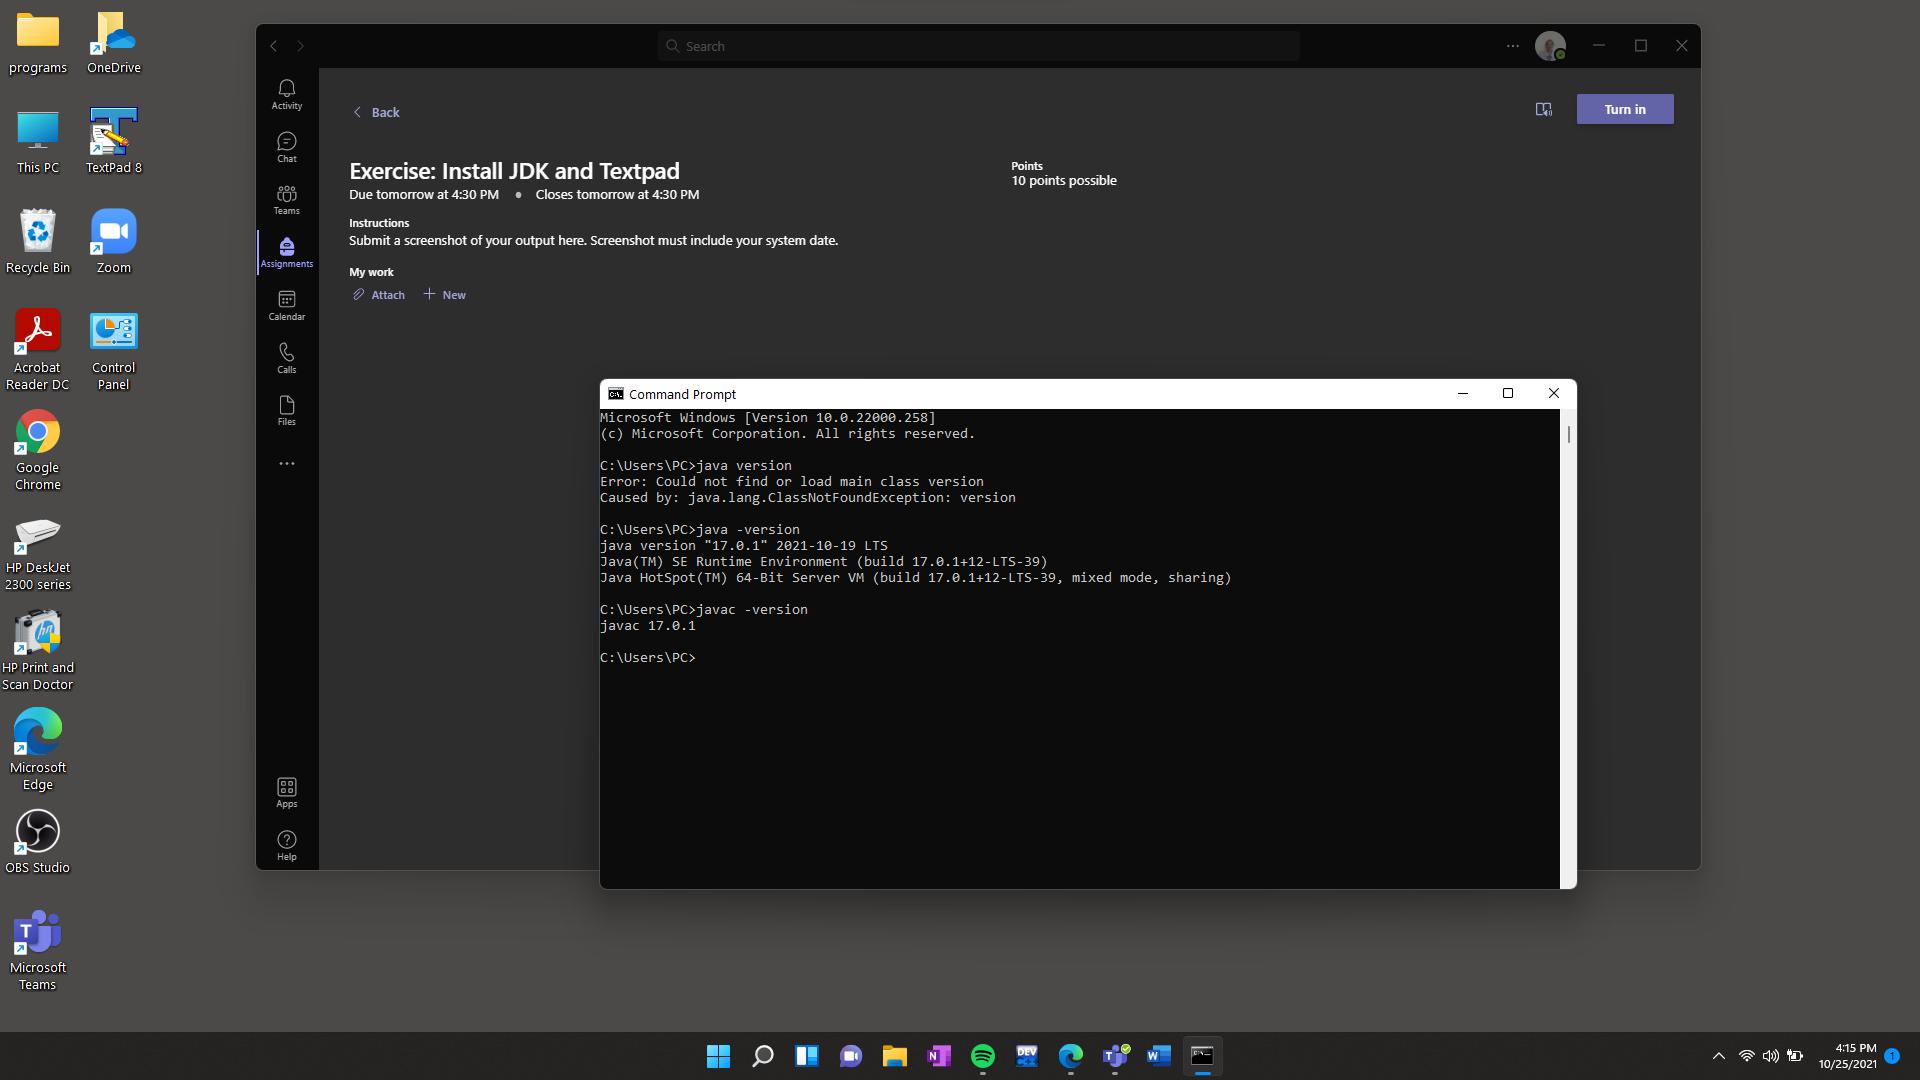 programs
OneDrive
This PC
TextPad 8
Recycle Bin
Zoom
Acrobat
Reader DC
Control
Panel
Google
Chrome
HP DeskJet
2300 series
HP Print and
Scan Doctor
Microsoft
Edge
OBS Studio
Microsoft
Teams
Search
Activity
Chat
Teams
Assignments
Calendar
Calls
Files
Apps
Help
Back
Turn in
Exercise: Install JDK and Textpad
Due tomorrow at 4:30 PM • Closes tomorrow at 4:30 PM
Points
10 points possible
Instructions
Submit a screenshot of your output here. Screenshot must include your system date.
My work
Attach
New
Command Prompt
Microsoft Windows [Version 10.0.22000.258]
(c) Microsoft Corporation. All rights reserved.
C:\Users\PC>java version
Error: Could not find or load main class version
Caused by: java.lang.ClassNotFoundException: version
C:\Users\PC>java -version
java version "17.0.1" 2021-10-19 LTS
Java(TM) SE Runtime Environment (build 17.0.1+12-LTS-39)
Java HotSpot(TM) 64-Bit Server VM (build 17.0.1+12-LTS-39, mixed mode, sharing)
C:\Users\PC>javac -version
javac 17.0.1
C:\Users\PC>
4:15 PM
10/25/2021
1